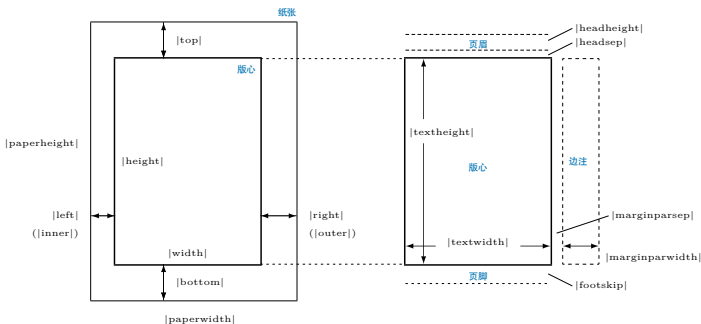 纸张
|top|
版心
|paperheight|
|height|
|left|
(|inner|)
|right|
(|outer|)
|width|
|bottom|
|paperwidth|
|headheight|
页眉
|headsep|
|textheight|
版心
边注
|marginparsep|
|textwidth|
|marginparwidth|
页脚
|footskip|